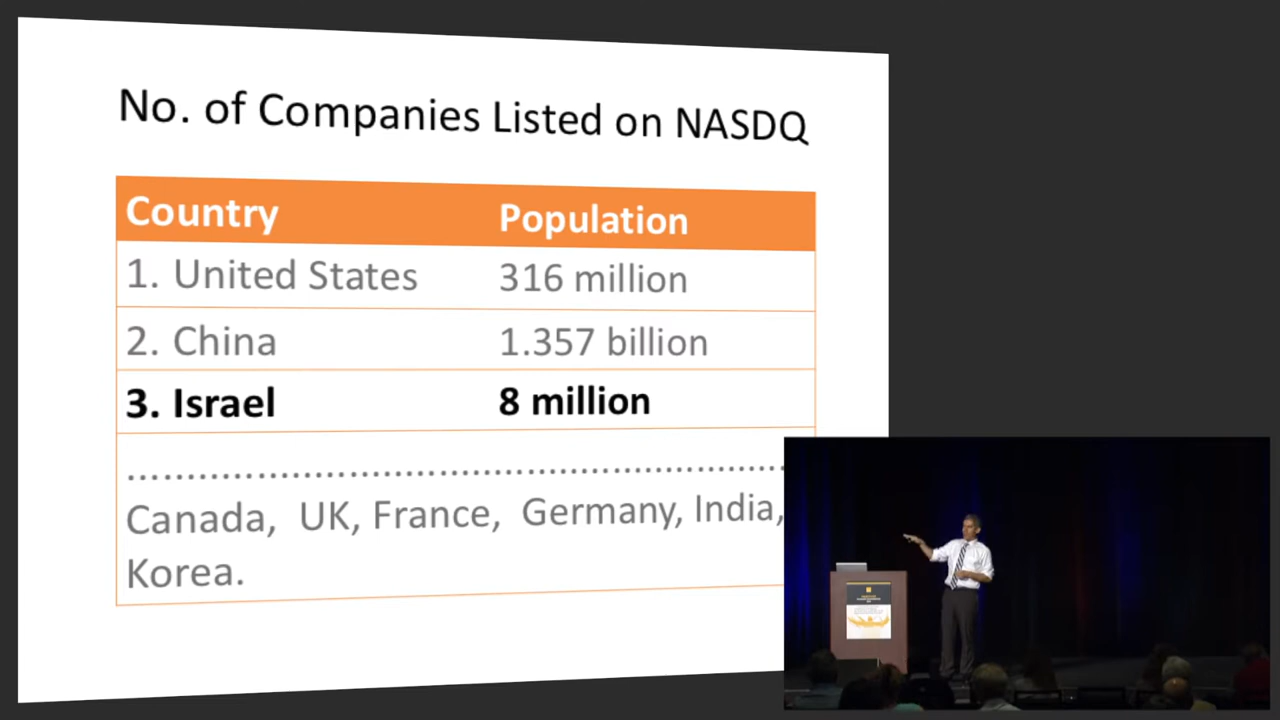 No. of Companies Listed on NASDQ
Country Population
1. United States 316 million
2. China 1.357 billion
3. Israel 8 million
................................................................
Canada, UK, France, Germany, India,
Korea.